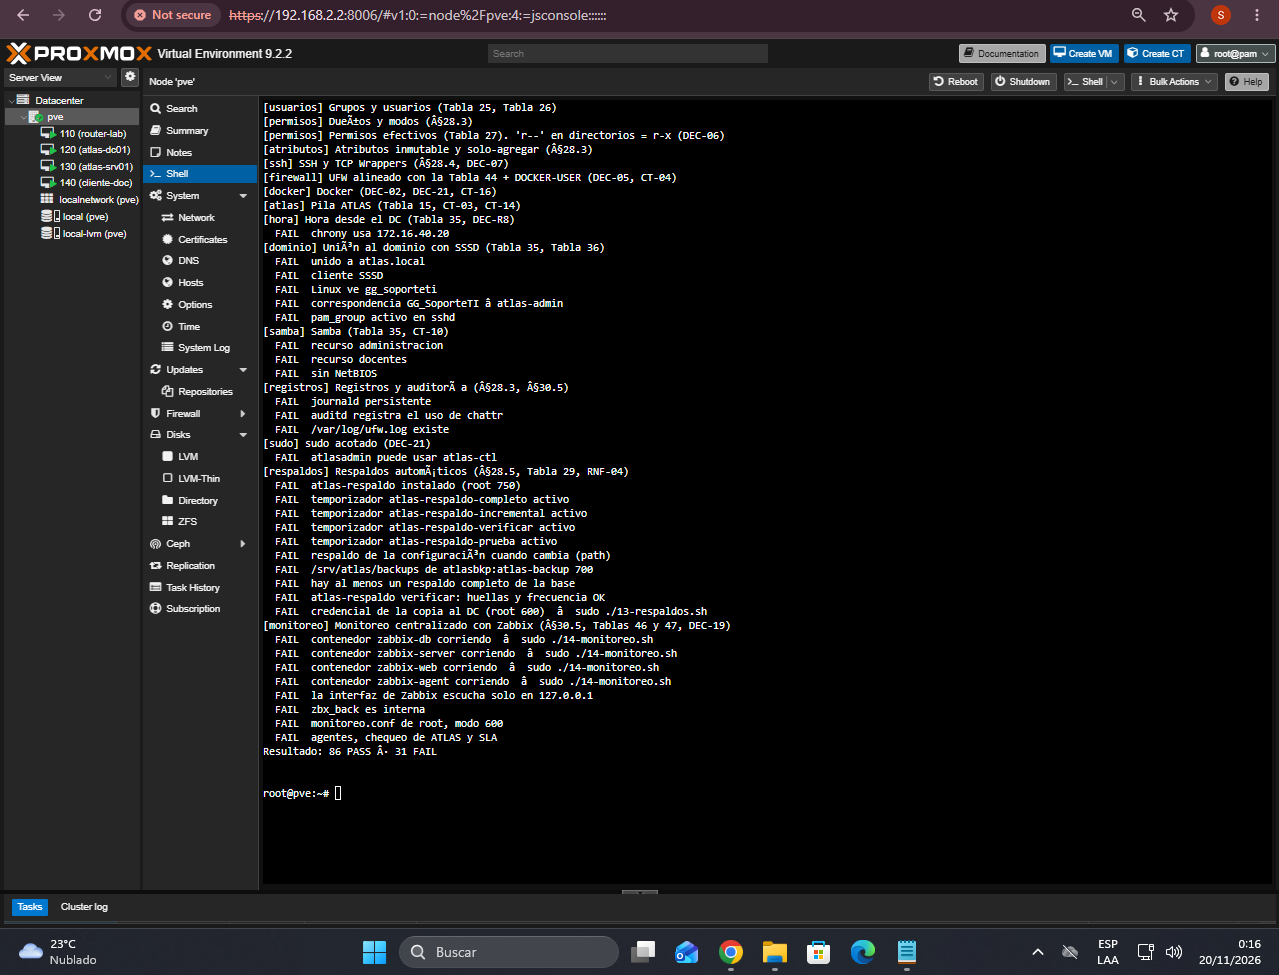 Not secure https://192.168.2.2:8006/#v1:0:=node%2Fpve:4:=jsconsole::::::
S
PROXMOX Virtual Environment 9.2.2
Search
Documentation
Create VM
Create CT
root@pam
Server View
Node 'pve'
Reboot
Shutdown
Shell
Bulk Actions
Help
Datacenter
pve
110 (router-lab)
120 (atlas-dc01)
130 (atlas-srv01)
140 (cliente-doc)
localnetwork (pve)
local (pve)
local-lvm (pve)
Search
Summary
Notes
Shell
System
Network
Certificates
DNS
Hosts
Options
Time
System Log
Updates
Repositories
Firewall
Disks
LVM
LVM-Thin
Directory
ZFS
Ceph
Replication
Task History
Subscription
[usuarios] Grupos y usuarios (Tabla 25, Tabla 26)
[permisos] DueÃ±os y modos (Â§28.3)
[permisos] Permisos efectivos (Tabla 27). 'r--' en directorios = r-x (DEC-06)
[atributos] Atributos inmutable y solo-agregar (Â§28.3)
[ssh] SSH y TCP Wrappers (Â§28.4, DEC-07)
[firewall] UFW alineado con la Tabla 44 + DOCKER-USER (DEC-05, CT-04)
[docker] Docker (DEC-02, DEC-21, CT-16)
[atlas] Pila ATLAS (Tabla 15, CT-03, CT-14)
[hora] Hora desde el DC (Tabla 35, DEC-R8)
FAIL chrony usa 172.16.40.20
[dominio] UniÃ³n al dominio con SSSD (Tabla 35, Tabla 36)
FAIL unido a atlas.local
FAIL cliente SSSD
FAIL Linux ve gg_soporteti
FAIL correspondencia GG_SoporteTI â atlas-admin
FAIL pam_group activo en sshd
[samba] Samba (Tabla 35, CT-10)
FAIL recurso administracion
FAIL recurso docentes
FAIL sin NetBIOS
[registros] Registros y auditorÃ­a (Â§28.3, Â§30.5)
FAIL journald persistente
FAIL auditd registra el uso de chattr
FAIL /var/log/ufw.log existe
[sudo] sudo acotado (DEC-21)
FAIL atlasadmin puede usar atlas-ctl
[respaldos] Respaldos automÃ¡ticos (Â§28.5, Tabla 29, RNF-04)
FAIL atlas-respaldo instalado (root 750)
FAIL temporizador atlas-respaldo-completo activo
FAIL temporizador atlas-respaldo-incremental activo
FAIL temporizador atlas-respaldo-verificar activo
FAIL temporizador atlas-respaldo-prueba activo
FAIL respaldo de la configuraciÃ³n cuando cambia (path)
FAIL /srv/atlas/backups de atlasbkp:atlas-backup 700
FAIL hay al menos un respaldo completo de la base
FAIL atlas-respaldo verificar: huellas y frecuencia OK
FAIL credencial de la copia al DC (root 600) â sudo ./13-respaldos.sh
[monitoreo] Monitoreo centralizado con Zabbix (Â§30.5, Tablas 46 y 47, DEC-19)
FAIL contenedor zabbix-db corriendo â sudo ./14-monitoreo.sh
FAIL contenedor zabbix-server corriendo â sudo ./14-monitoreo.sh
FAIL contenedor zabbix-web corriendo â sudo ./14-monitoreo.sh
FAIL contenedor zabbix-agent corriendo â sudo ./14-monitoreo.sh
FAIL la interfaz de Zabbix escucha solo en 127.0.0.1
FAIL zbx_back es interna
FAIL monitoreo.conf de root, modo 600
FAIL agentes, chequeo de ATLAS y SLA
Resultado: 86 PASS Â· 31 FAIL
root@pve:~#
Tasks
Cluster log
23°C
Nublado
Buscar
ESP
LAA
0:16
20/11/2026